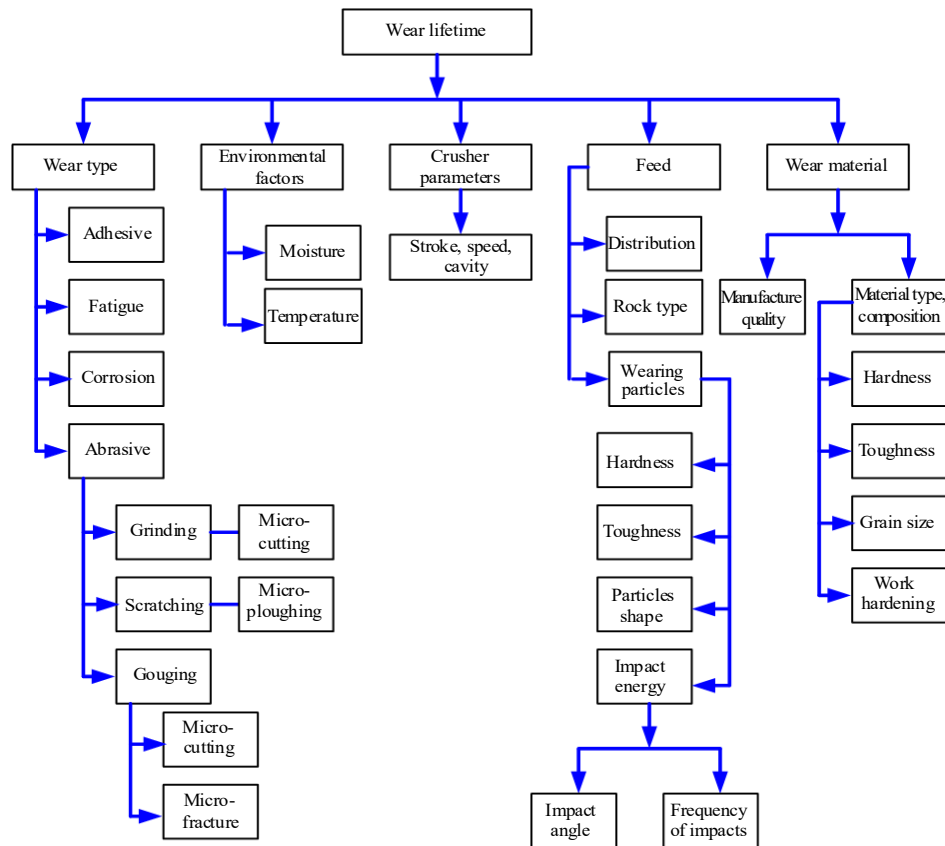 Wear lifetime
Wear type
Environmental
factors
Crusher
parameters
Feed
Wear material
Adhesive
Fatigue
Corrosion
Abrasive
Grinding
Micro-
cutting
Scratching
Micro-
ploughing
Gouging
Micro-
cutting
Micro-
fracture
Moisture
Temperature
Stroke, speed,
cavity
Distribution
Rock type
Wearing
particles
Hardness
Toughness
Particles
shape
Impact
energy
Impact
angle
Frequency
of impacts
Manufacture
quality
Material type,
composition
Hardness
Toughness
Grain size
Work
hardening